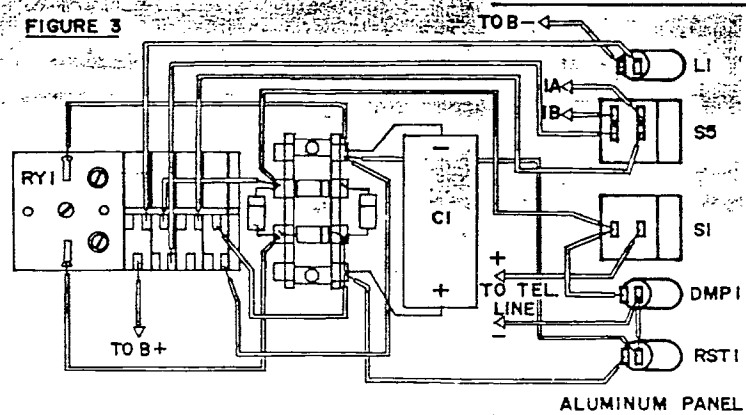 FIGURE 3
TO B-
L1
1A
1B
S5
RY1
-
C1
+
S1
+
TO TEL.
LINE
-
DMP1
TO B+
RST1
ALUMINUM PANEL